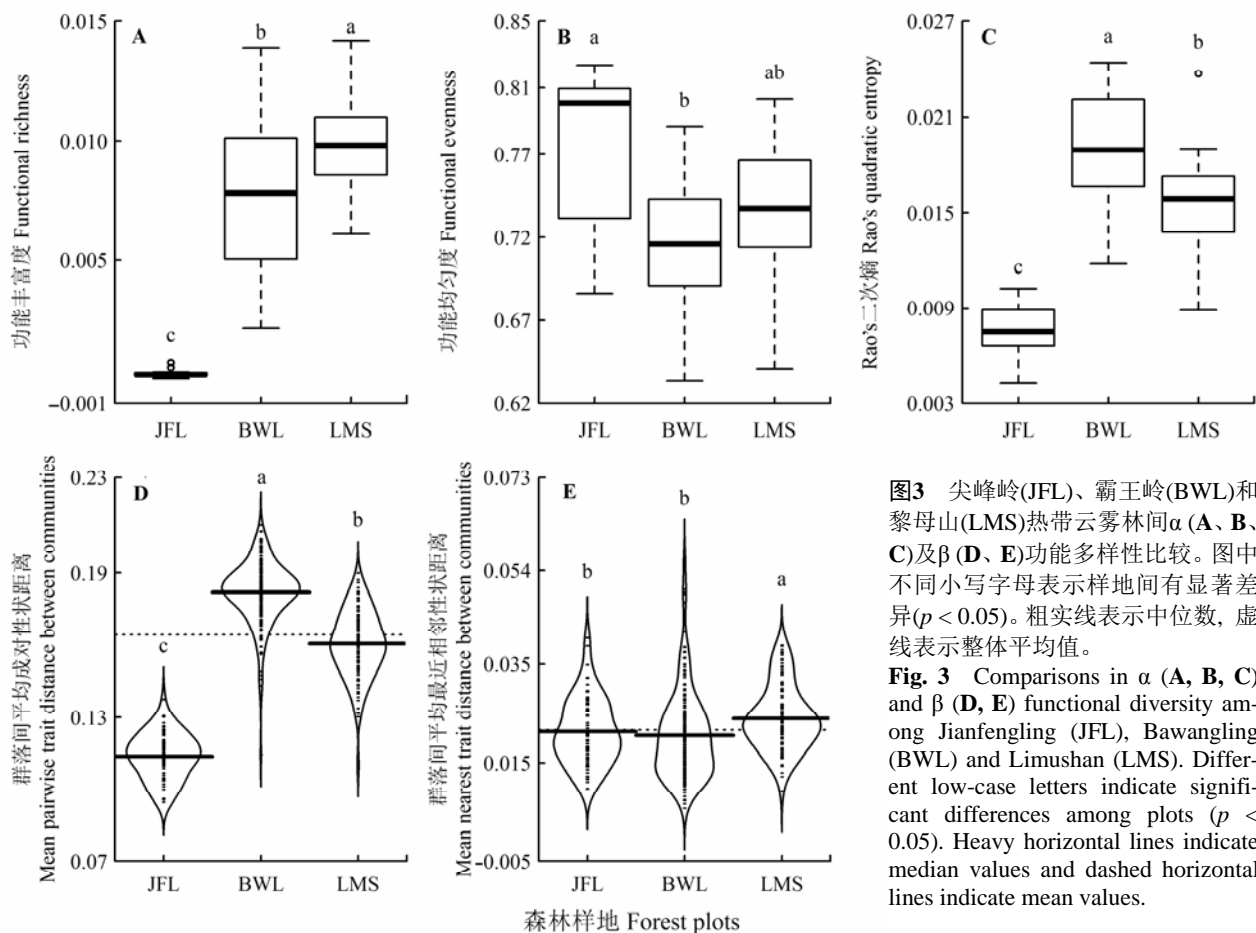 A
功能丰富度 Functional richness
0.015
0.010
0.005
−0.001
c
b
a
JFL
BWL
LMS
B
功能均匀度 Functional evenness
0.85
0.81
0.77
0.72
0.67
0.62
a
b
ab
JFL
BWL
LMS
C
Rao's二次熵 Rao's quadratic entropy
0.027
0.021
0.015
0.009
0.003
c
a
b
JFL
BWL
LMS
D
群落间平均成对性状距离
Mean pairwise trait distance between communities
0.23
0.19
0.13
0.07
c
a
b
JFL
BWL
LMS
E
群落间平均最近相邻性状距离
Mean nearest trait distance between communities
0.073
0.054
0.035
0.015
−0.005
b
b
a
JFL
BWL
LMS
森林样地 Forest plots
图3 尖峰岭(JFL)、霸王岭(BWL)和
黎母山(LMS)热带云雾林间α (A、B、
C)及β (D、E)功能多样性比较。图中
不同小写字母表示样地间有显著差
异(p < 0.05)。粗实线表示中位数, 虚
线表示整体平均值。
Fig. 3 Comparisons in α (A, B, C)
and β (D, E) functional diversity am-
ong Jianfengling (JFL), Bawangling
(BWL) and Limushan (LMS). Differ-
ent low-case letters indicate signifi-
cant differences among plots (p <
0.05). Heavy horizontal lines indicate
median values and dashed horizontal
lines indicate mean values.